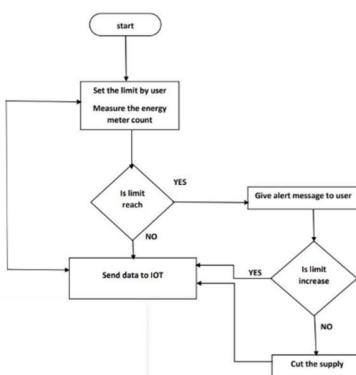 start
Set the limit by user
Measure the energy
meter count
Is limit
reach
YES
Give alert message to user
NO
Send data to IOT
YES
Is limit
increase
NO
Cut the supply